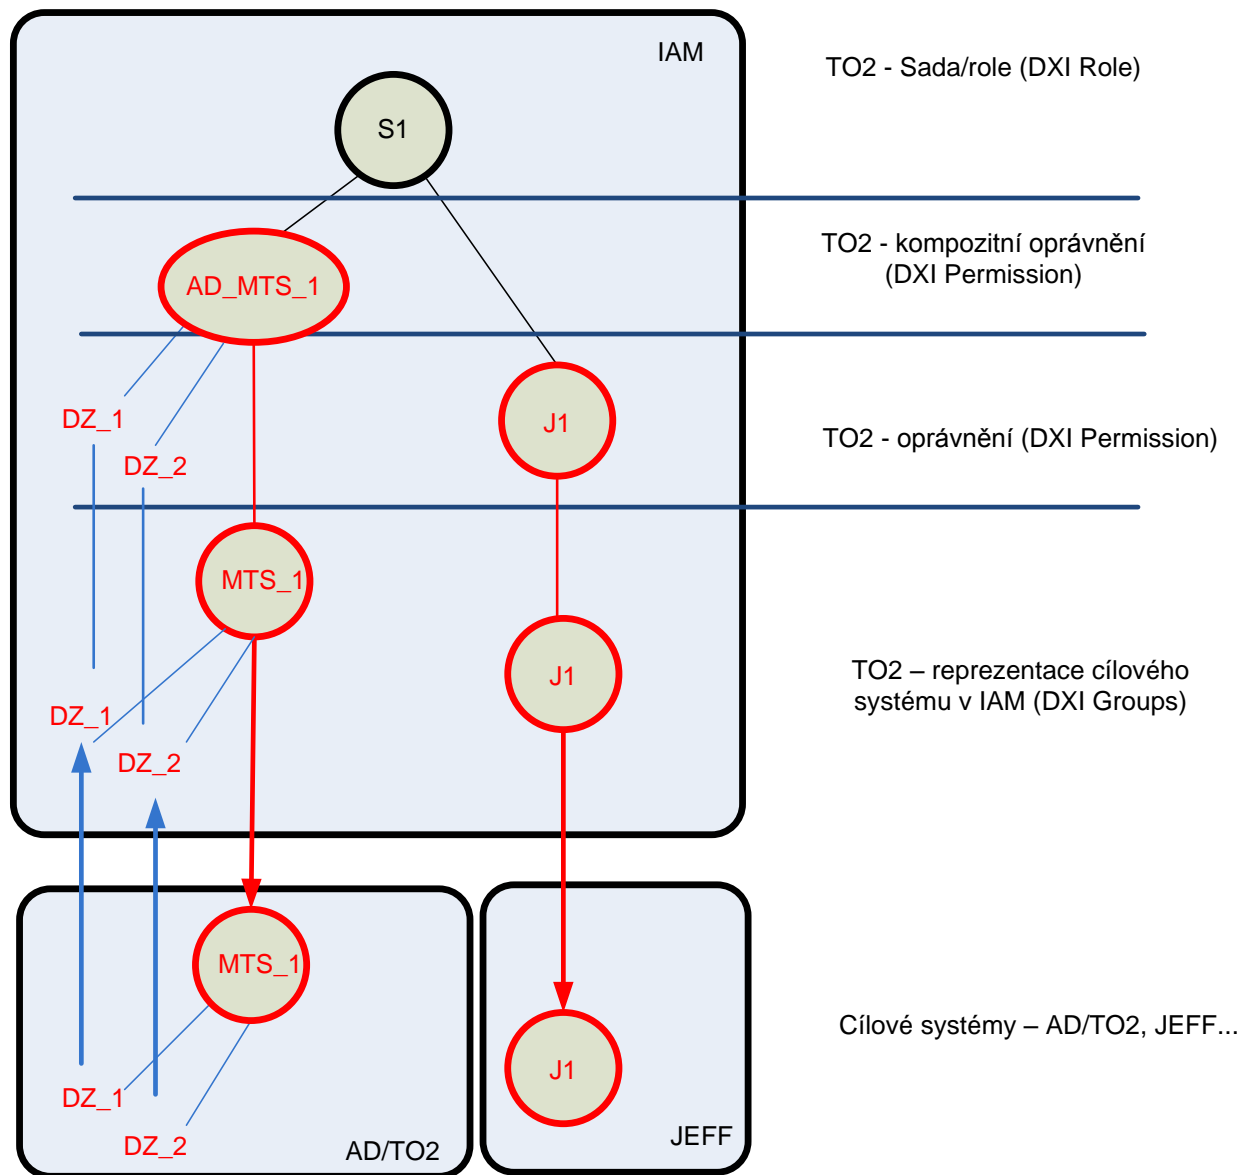 IAM
TO2 - Sada/role (DXI Role)
S1
TO2 - kompozitní oprávnění
(DXI Permission)
AD_MTS_1
DZ_1
J1
TO2 - oprávnění (DXI Permission)
DZ_2
MTS_1
J1
TO2 – reprezentace cílového
systému v IAM (DXI Groups)
DZ_1
DZ_2
MTS_1
Cílové systémy – AD/TO2, JEFF...
J1
DZ_1
DZ_2
AD/TO2
JEFF